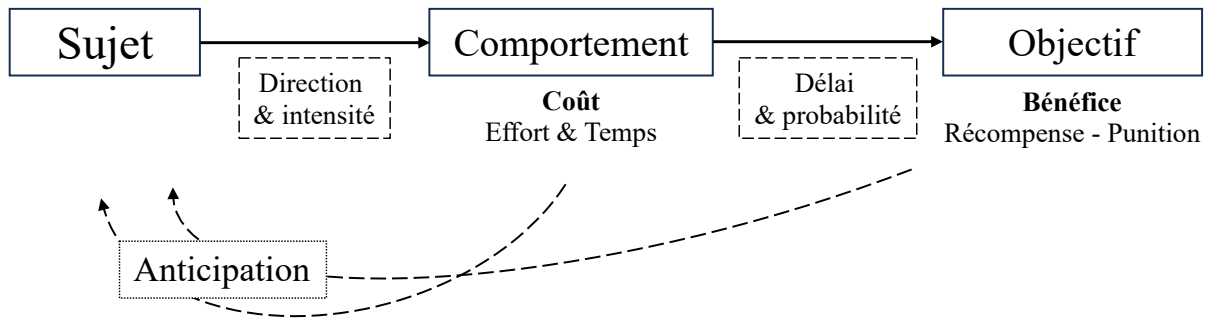 Sujet
Comportement
Objectif
Direction
& intensité
Délai
& probabilité
Coût
Effort & Temps
Bénéfice
Récompense - Punition
Anticipation